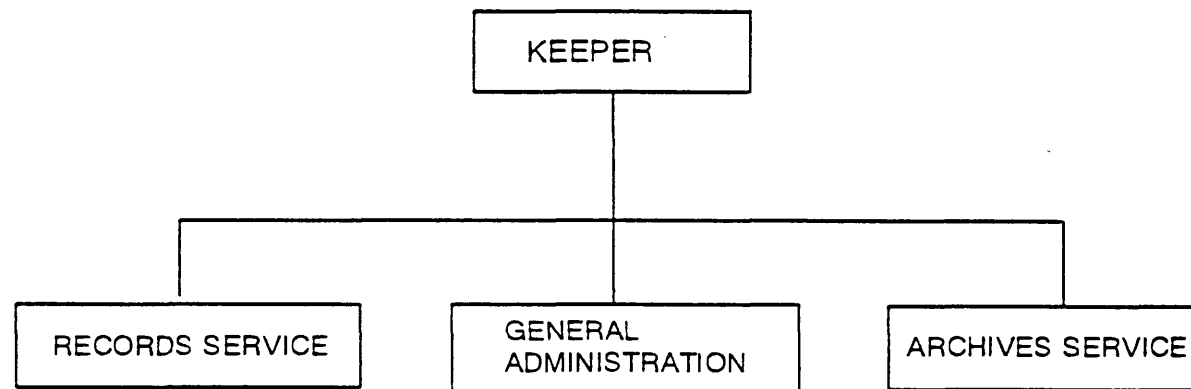 KEEPER
RECORDS SERVICE
GENERAL
ADMINISTRATION
ARCHIVES SERVICE